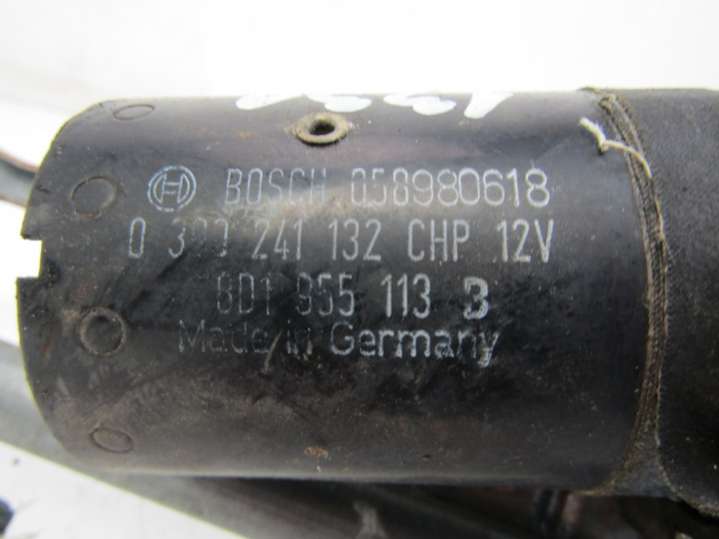 BOSCH 058980618
0 390 241 132 CHP 12V
8D1 955 113 B
Made in Germany